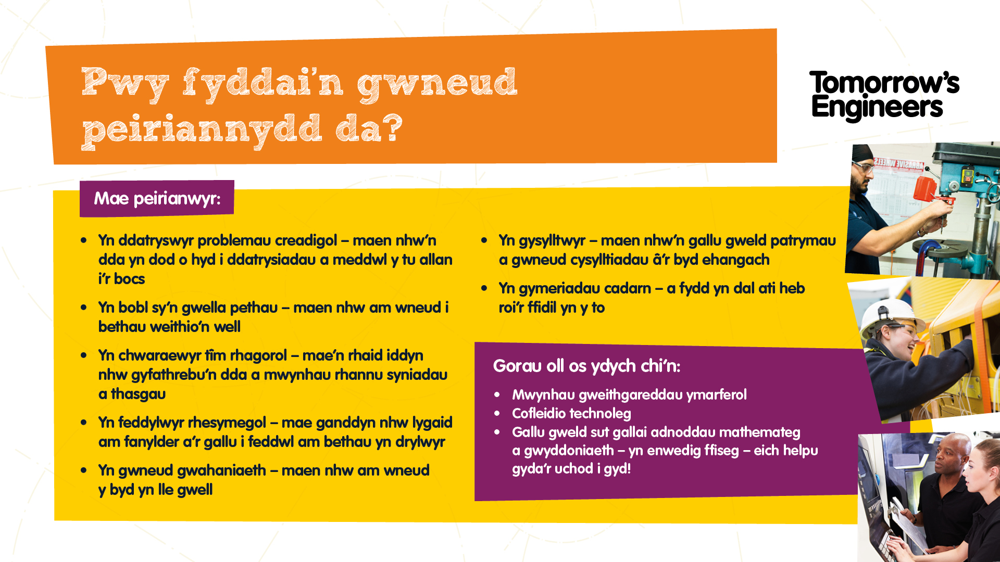 Pwy fyddai'n gwneud
peiriannydd da?
Tomorrow's
Engineers
Mae peirianwyr:
• Yn ddatryswyr problemau creadigol – maen nhw'n
dda yn dod o hyd i ddatrysiadau a meddwl y tu allan
i'r bocs
• Yn bobl sy'n gwella pethau – maen nhw am wneud i
bethau weithio'n well
• Yn chwaraewyr tîm rhagorol – mae'n rhaid iddyn
nhw gyfathrebu'n dda a mwynhau rhannu syniadau
a thasgau
• Yn feddylwyr rhesymegol – mae ganddyn nhw lygaid
am fanylder a'r gallu i feddwl am bethau yn drylwyr
• Yn gwneud gwahaniaeth – maen nhw am wneud
y byd yn lle gwell
• Yn gysylltwyr – maen nhw'n gallu gweld patrymau
a gwneud cysylltiadau â'r byd ehangach
• Yn gymeriadau cadarn – a fydd yn dal ati heb
roi'r ffidil yn y to
Gorau oll os ydych chi'n:
• Mwynhau gweithgareddau ymarferol
• Cofleidio technoleg
• Gallu gweld sut gallai adnoddau mathemateg
a gwyddoniaeth – yn enwedig ffiseg – eich helpu
gyda'r uchod i gyd!
ABRASIVE WHEELS